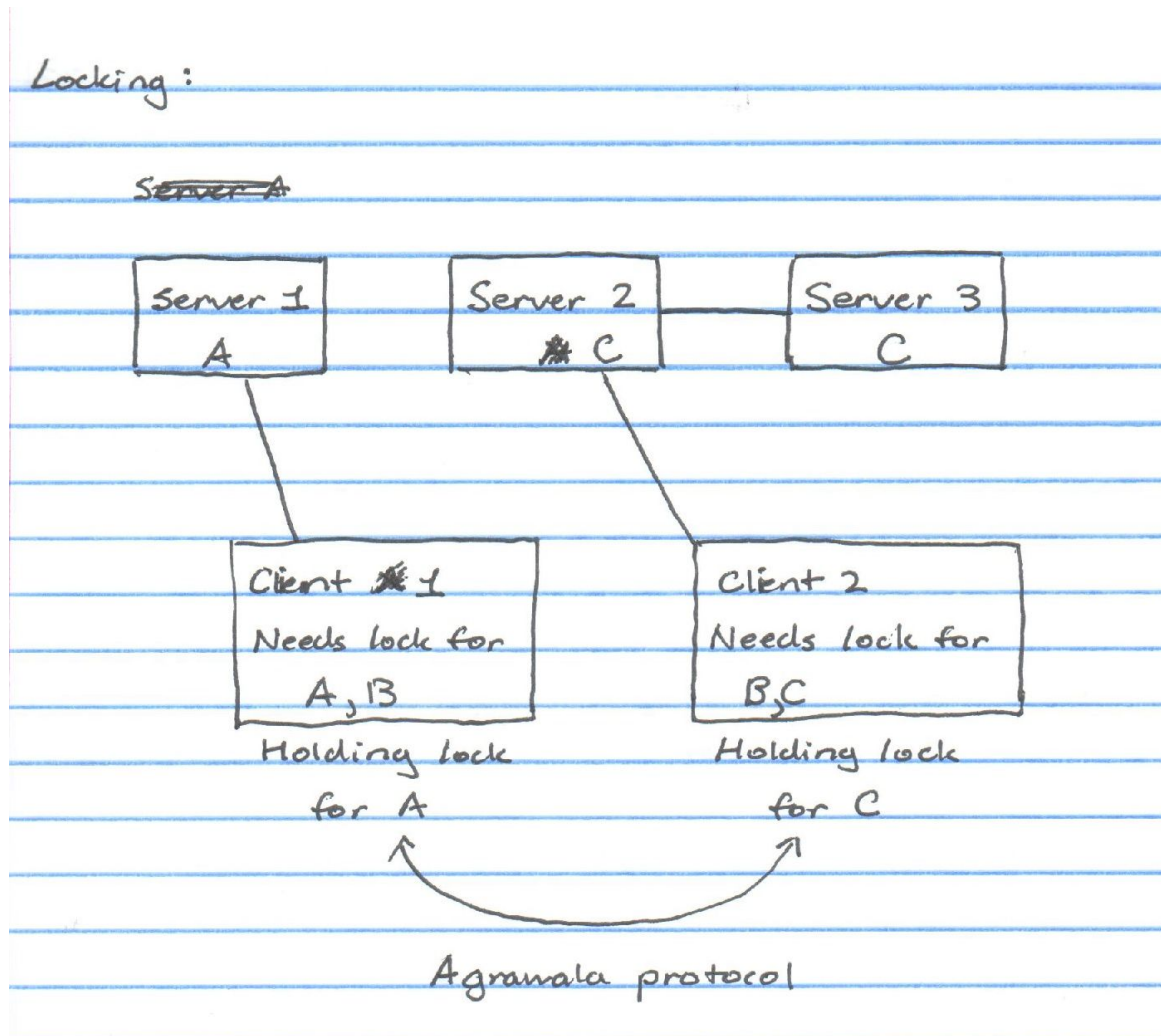 Locking:
Server A
Server 1
A
Server 2
C
Server 3
C
Client 1
Needs lock for
A, B
Holding lock
for A
Client 2
Needs lock for
B,C
Holding lock
for C
Agrawala protocol